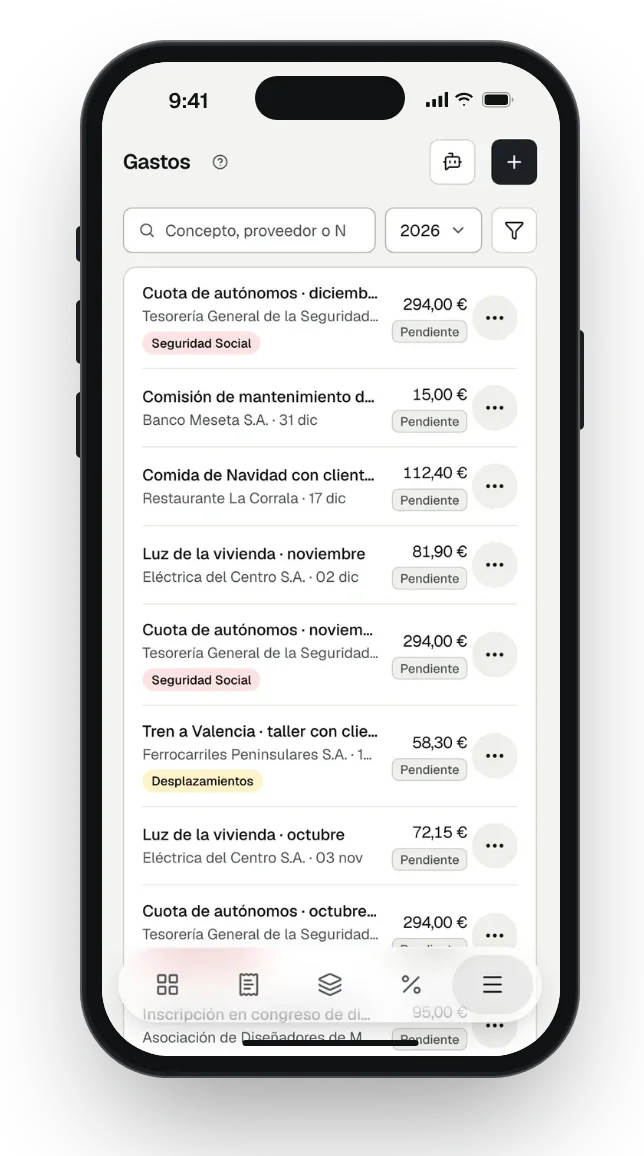 9:41
Gastos
Concepto, proveedor o N
2026
Cuota de autónomos · diciemb...
294,00 €
Tesorería General de la Seguridad...
Pendiente
Seguridad Social
Comisión de mantenimiento d...
15,00 €
Banco Meseta S.A. · 31 dic
Pendiente
Comida de Navidad con client...
112,40 €
Restaurante La Corrala · 17 dic
Pendiente
Luz de la vivienda · noviembre
81,90 €
Eléctrica del Centro S.A. · 02 dic
Pendiente
Cuota de autónomos · noviem...
294,00 €
Tesorería General de la Seguridad...
Pendiente
Seguridad Social
Tren a Valencia · taller con clie...
58,30 €
Ferrocarriles Peninsulares S.A. · 1...
Pendiente
Desplazamientos
Luz de la vivienda · octubre
72,15 €
Eléctrica del Centro S.A. · 03 nov
Pendiente
Cuota de autónomos · octubre...
294,00 €
Tesorería General de la Seguridad...
Pendiente
Inscripción en congreso de di...
95,00 €
Asociación de Diseñadores de M
Pendiente